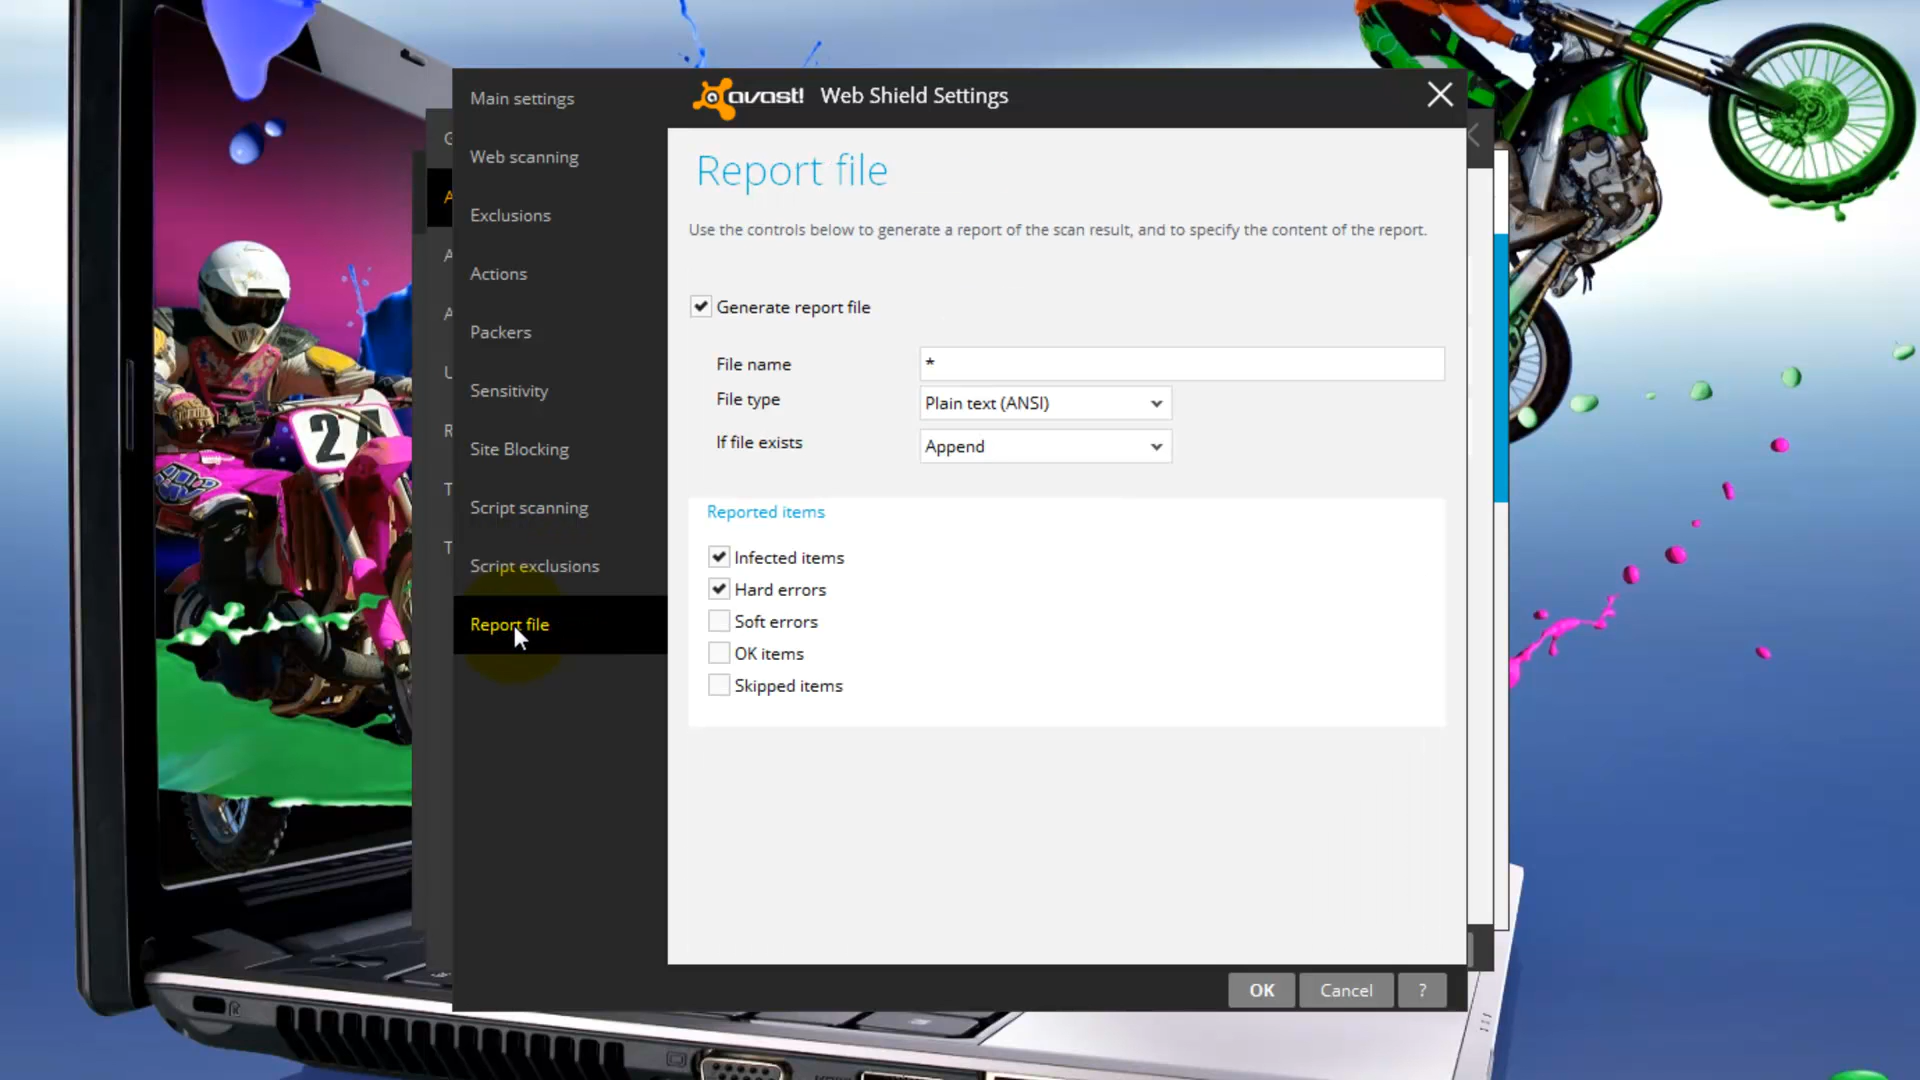 Main settings
Web scanning
Exclusions
Actions
Packers
Sensitivity
Site Blocking
Script scanning
Script exclusions
Report file
avast! Web Shield Settings
Report file
Use the controls below to generate a report of the scan result, and to specify the content of the report.
Generate report file
File name *
File type Plain text (ANSI)
If file exists Append
Reported items
Infected items
Hard errors
Soft errors
OK items
Skipped items
OK Cancel ?